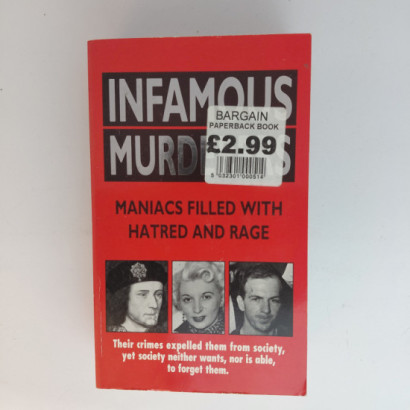 INFAMOUS
BARGAIN
PAPERBACK BOOK
£2.99
MANIACS FILLED WITH
HATRED AND RAGE
Their crimes expelled them from society,
yet society neither wants, nor is able,
to forget them.